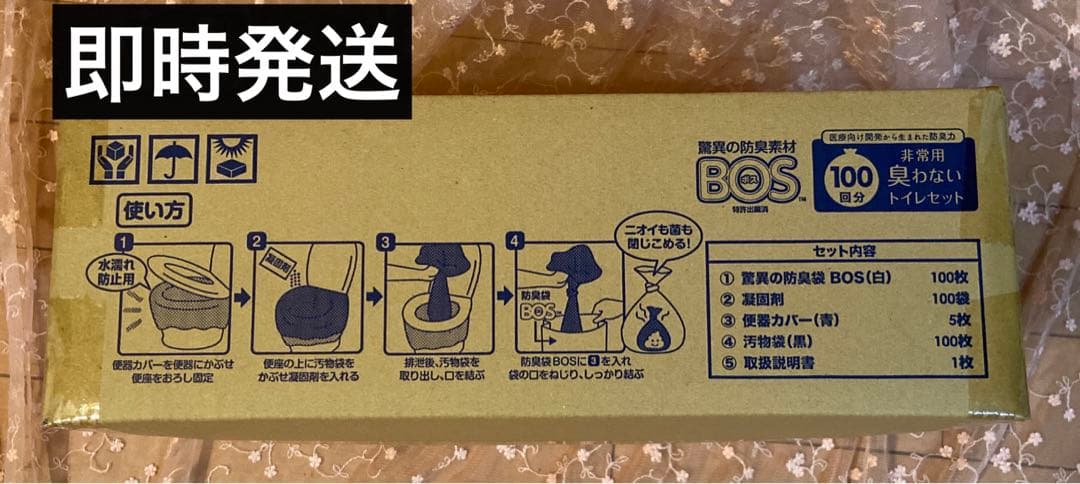 即時発送
医療向け開発から生まれた防臭力
驚異の防臭素材
BOS
ボス
TM
特許出願済
100
回分
非常用
臭わない
トイレセット
使い方
1
水濡れ
防止用
便器カバーを便器にかぶせ
便座をおろし固定
2
凝固剤
便座の上に汚物袋を
かぶせ凝固剤を入れる
3
排泄後、汚物袋を
取り出し、口を結ぶ
4
防臭袋
BOS
ニオイも菌も
閉じこめる!
防臭袋BOSに3を入れ
袋の口をねじり、しっかり結ぶ
セット内容
① 驚異の防臭袋 BOS(白) 100枚
② 凝固剤 100袋
③ 便器カバー(青) 5枚
④ 汚物袋(黒) 100枚
⑤ 取扱説明書 1枚